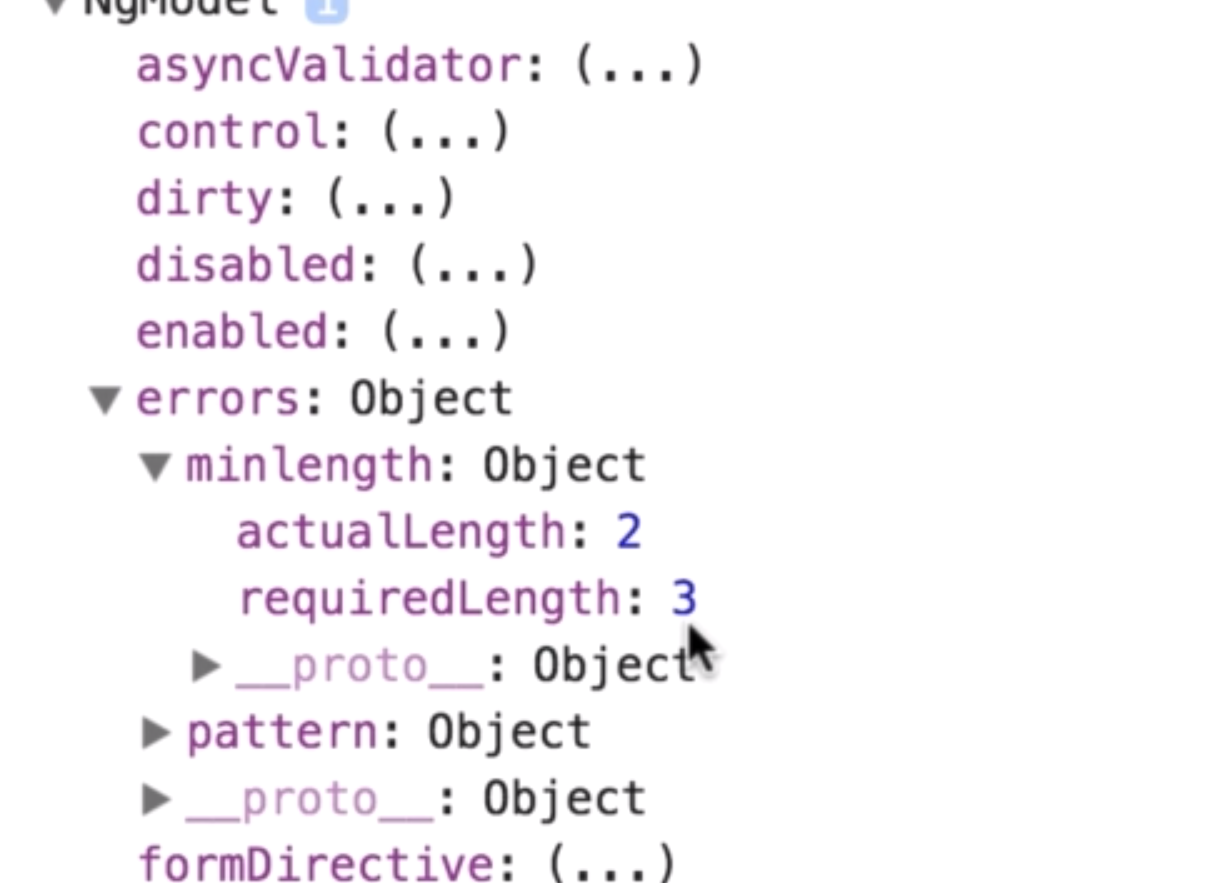 NgModel i
asyncValidator: (...)
control: (...)
dirty: (...)
disabled: (...)
enabled: (...)
errors: Object
minlength: Object
actualLength: 2
requiredLength: 3
__proto__: Object
pattern: Object
__proto__: Object
formDirective: (...)